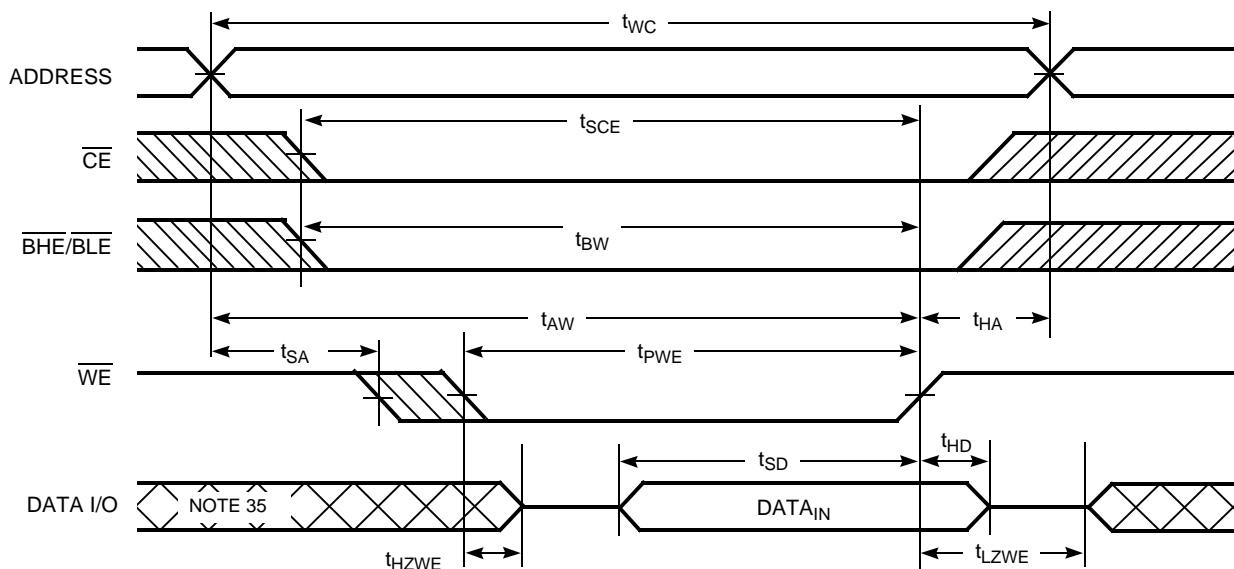 tWC
ADDRESS
tSCE
CE
tBW
BHE/BLE
tAW
tHA
tSA
tPWE
WE
tSD
tHD
DATA I/O
NOTE 35
DATAIN
tHZWE
tLZWE